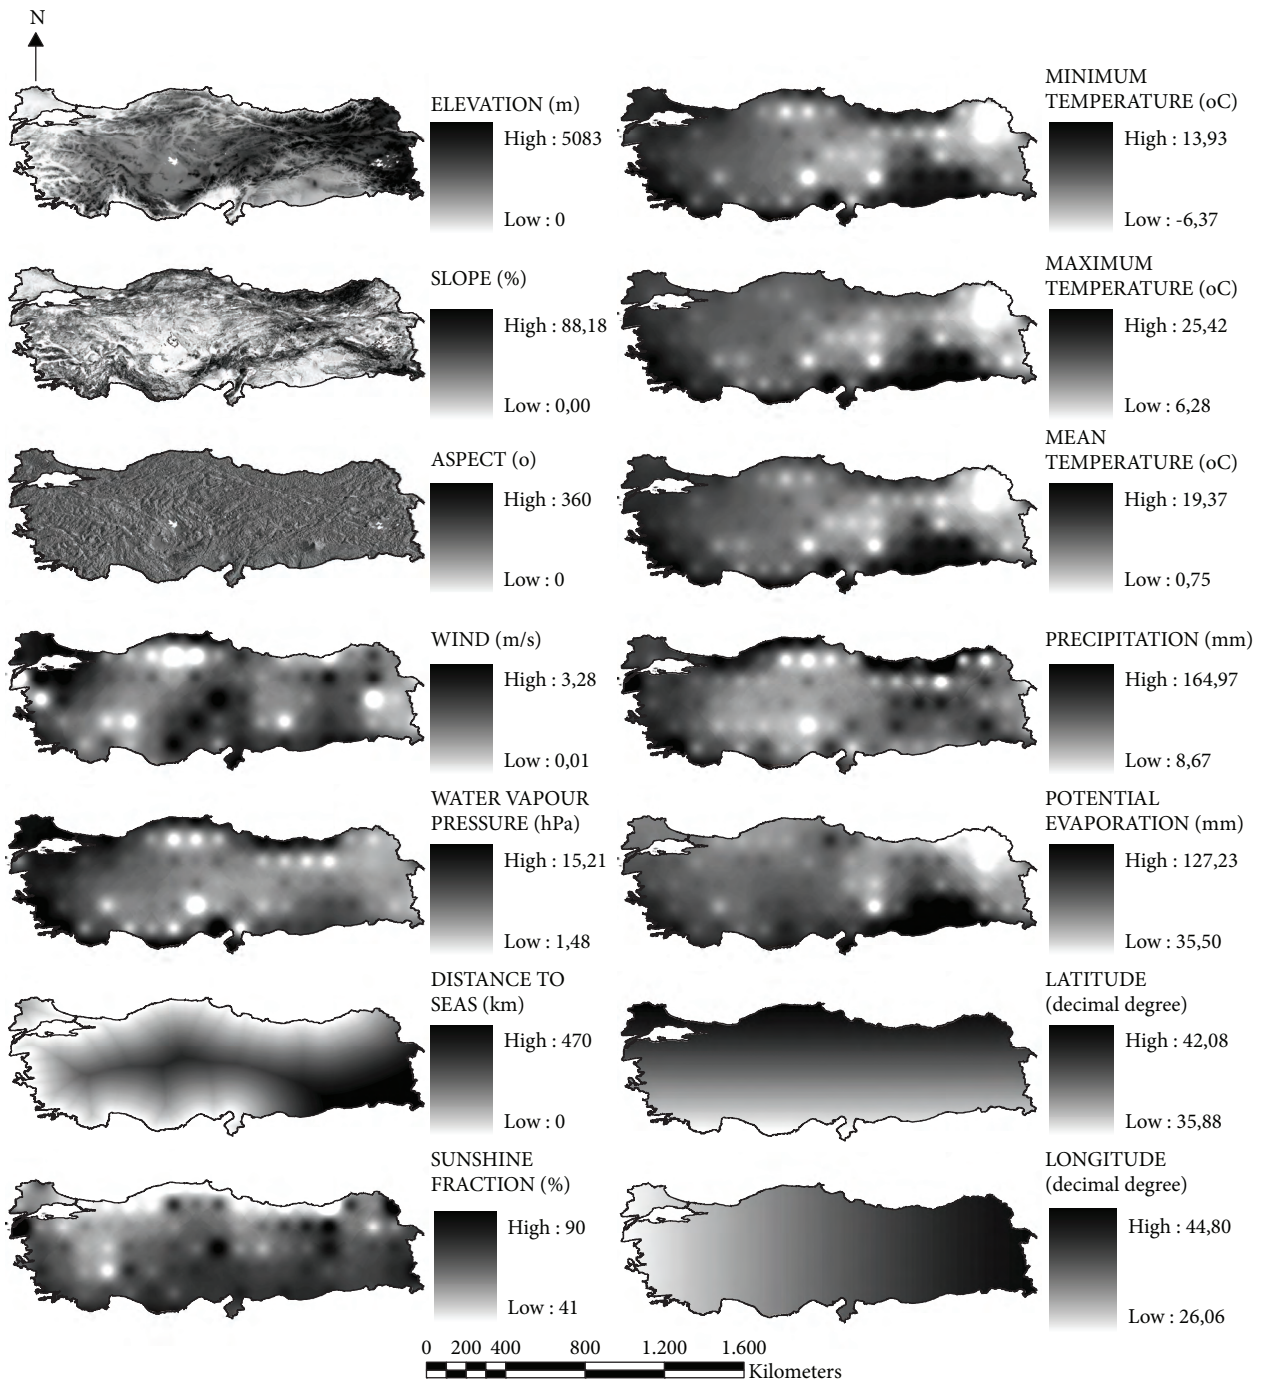 N
ELEVATION (m)
High : 5083
Low : 0
SLOPE (%)
High : 88,18
Low : 0,00
ASPECT (o)
High : 360
Low : 0
WIND (m/s)
High : 3,28
Low : 0,01
WATER VAPOUR
PRESSURE (hPa)
High : 15,21
Low : 1,48
DISTANCE TO
SEAS (km)
High : 470
Low : 0
SUNSHINE
FRACTION (%)
High : 90
Low : 41
MINIMUM
TEMPERATURE (oC)
High : 13,93
Low : -6,37
MAXIMUM
TEMPERATURE (oC)
High : 25,42
Low : 6,28
MEAN
TEMPERATURE (oC)
High : 19,37
Low : 0,75
PRECIPITATION (mm)
High : 164,97
Low : 8,67
POTENTIAL
EVAPORATION (mm)
High : 127,23
Low : 35,50
LATITUDE
(decimal degree)
High : 42,08
Low : 35,88
LONGITUDE
(decimal degree)
High : 44,80
Low : 26,06
0 200 400 800 1.200 1.600
Kilometers